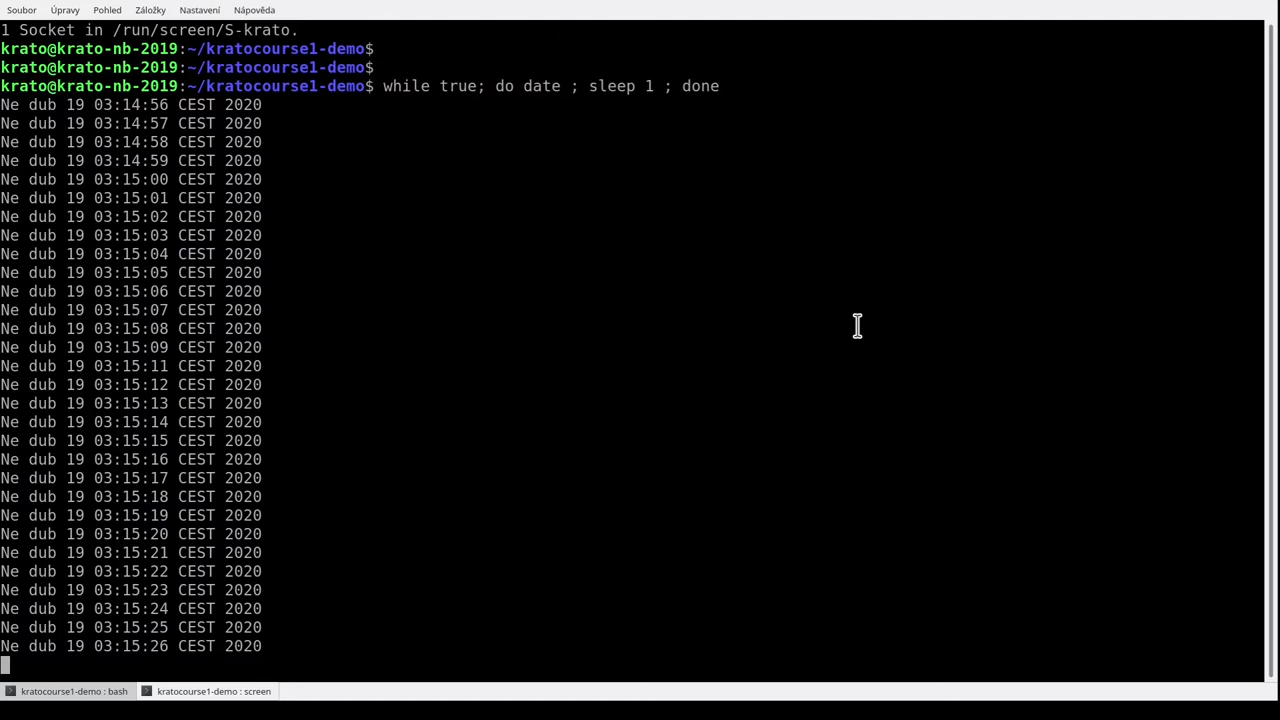 Soubor Úpravy Pohled Záložky Nastavení Nápověda
1 Socket in /run/screen/S-krato.
krato@krato-nb-2019:~/kratocourse1-demo$
krato@krato-nb-2019:~/kratocourse1-demo$
krato@krato-nb-2019:~/kratocourse1-demo$ while true; do date ; sleep 1 ; done
Ne dub 19 03:14:56 CEST 2020
Ne dub 19 03:14:57 CEST 2020
Ne dub 19 03:14:58 CEST 2020
Ne dub 19 03:14:59 CEST 2020
Ne dub 19 03:15:00 CEST 2020
Ne dub 19 03:15:01 CEST 2020
Ne dub 19 03:15:02 CEST 2020
Ne dub 19 03:15:03 CEST 2020
Ne dub 19 03:15:04 CEST 2020
Ne dub 19 03:15:05 CEST 2020
Ne dub 19 03:15:06 CEST 2020
Ne dub 19 03:15:07 CEST 2020
Ne dub 19 03:15:08 CEST 2020
Ne dub 19 03:15:09 CEST 2020
Ne dub 19 03:15:11 CEST 2020
Ne dub 19 03:15:12 CEST 2020
Ne dub 19 03:15:13 CEST 2020
Ne dub 19 03:15:14 CEST 2020
Ne dub 19 03:15:15 CEST 2020
Ne dub 19 03:15:16 CEST 2020
Ne dub 19 03:15:17 CEST 2020
Ne dub 19 03:15:18 CEST 2020
Ne dub 19 03:15:19 CEST 2020
Ne dub 19 03:15:20 CEST 2020
Ne dub 19 03:15:21 CEST 2020
Ne dub 19 03:15:22 CEST 2020
Ne dub 19 03:15:23 CEST 2020
Ne dub 19 03:15:24 CEST 2020
Ne dub 19 03:15:25 CEST 2020
Ne dub 19 03:15:26 CEST 2020
kratocourse1-demo : bash kratocourse1-demo : screen